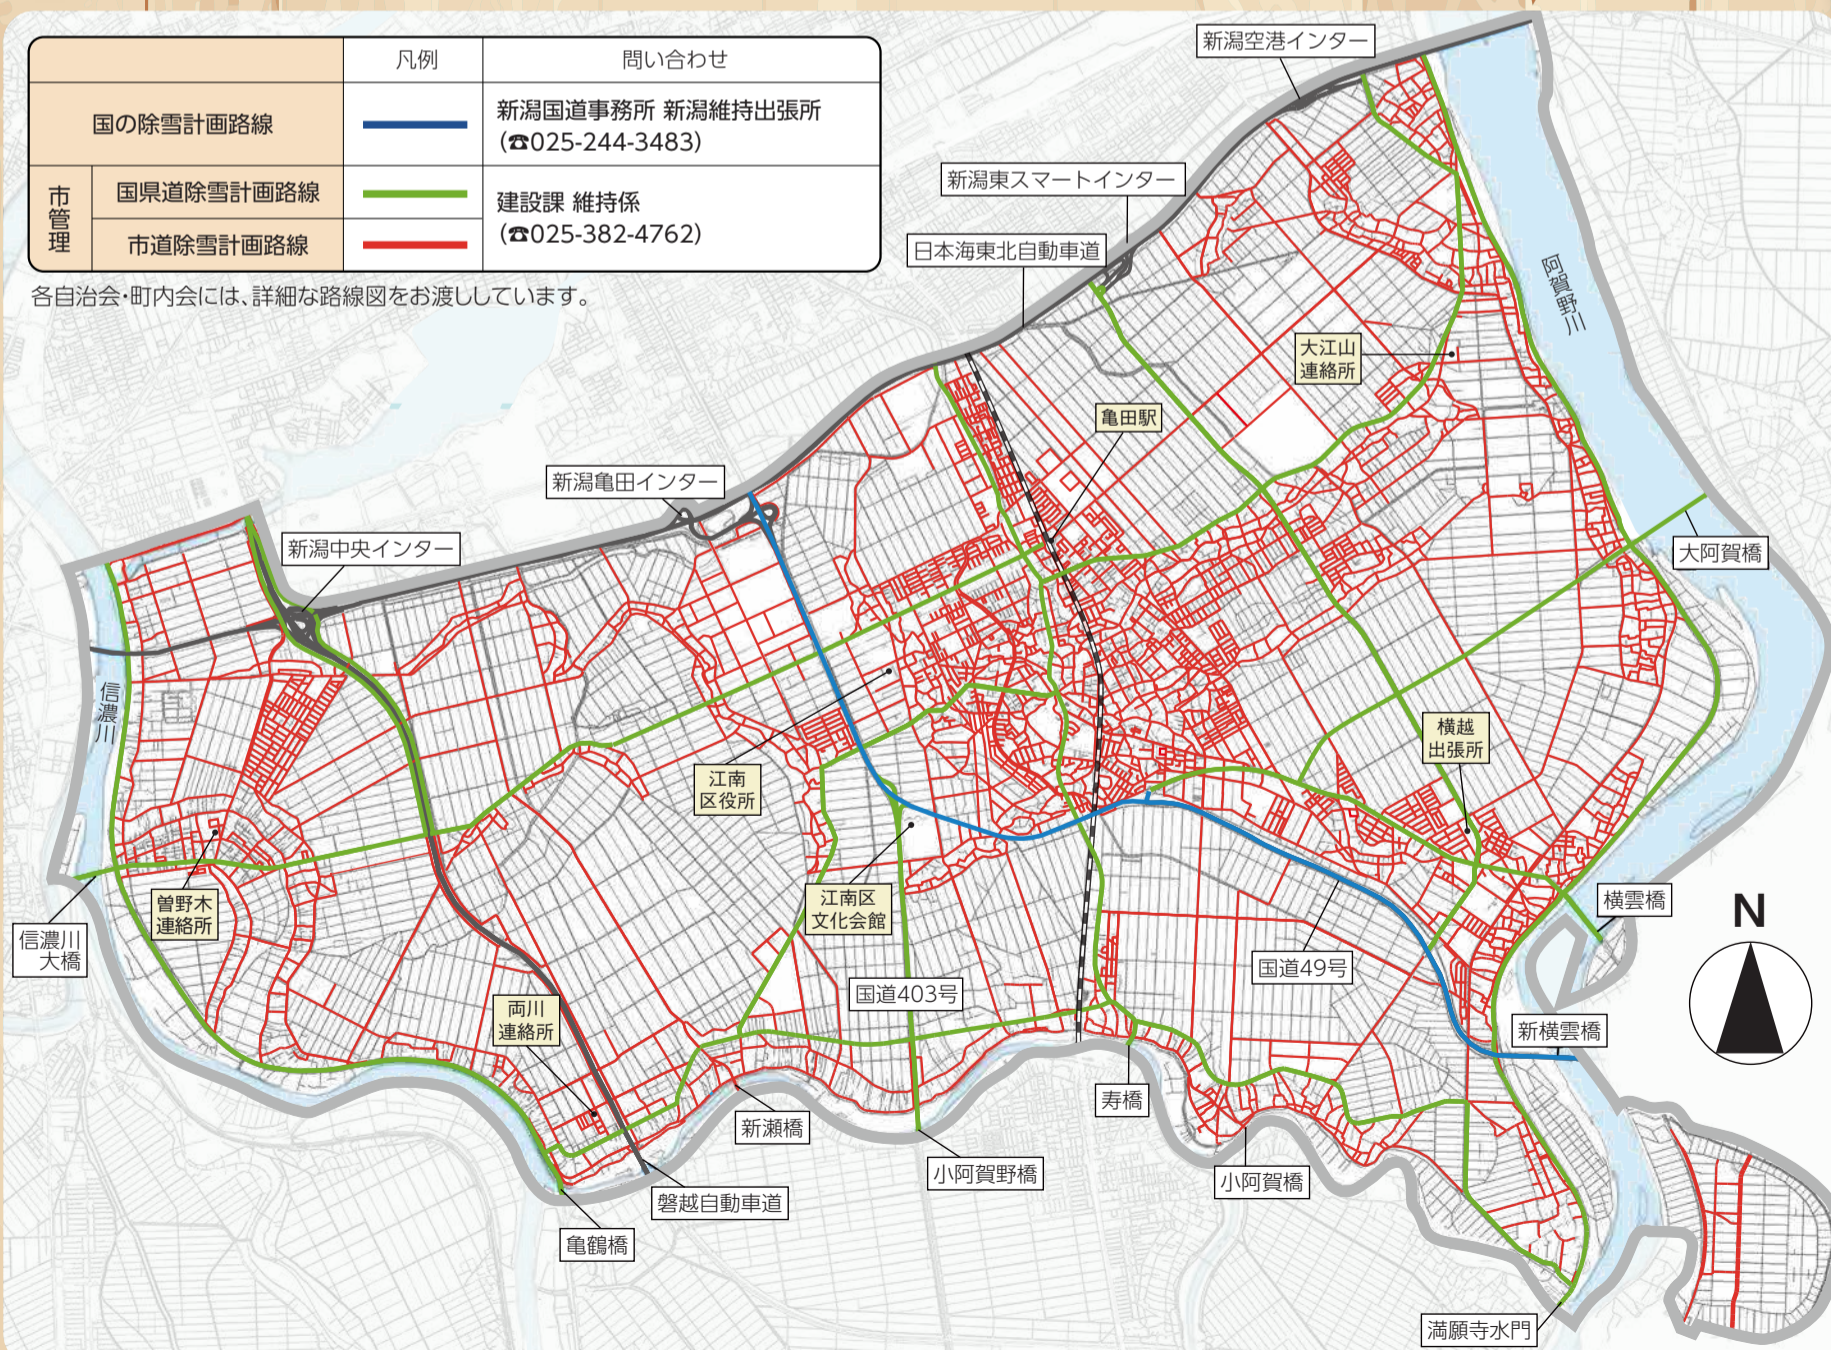 凡例
問い合わせ
国の除雪計画路線
新潟国道事務所 新潟維持出張所
(☎025-244-3483)
市管理
国県道除雪計画路線
市道除雪計画路線
建設課 維持係
(☎025-382-4762)
各自治会・町内会には、詳細な路線図をお渡ししています。
新潟空港インター
新潟東スマートインター
日本海東北自動車道
阿賀野川
大江山
連絡所
亀田駅
新潟亀田インター
新潟中央インター
大阿賀橋
信濃川
横越
出張所
江南
区役所
曽野木
連絡所
江南区
文化会館
横雲橋
信濃川
大橋
国道49号
国道403号
N
両川
連絡所
新横雲橋
寿橋
新瀬橋
小阿賀野橋
小阿賀橋
磐越自動車道
亀鶴橋
満願寺水門